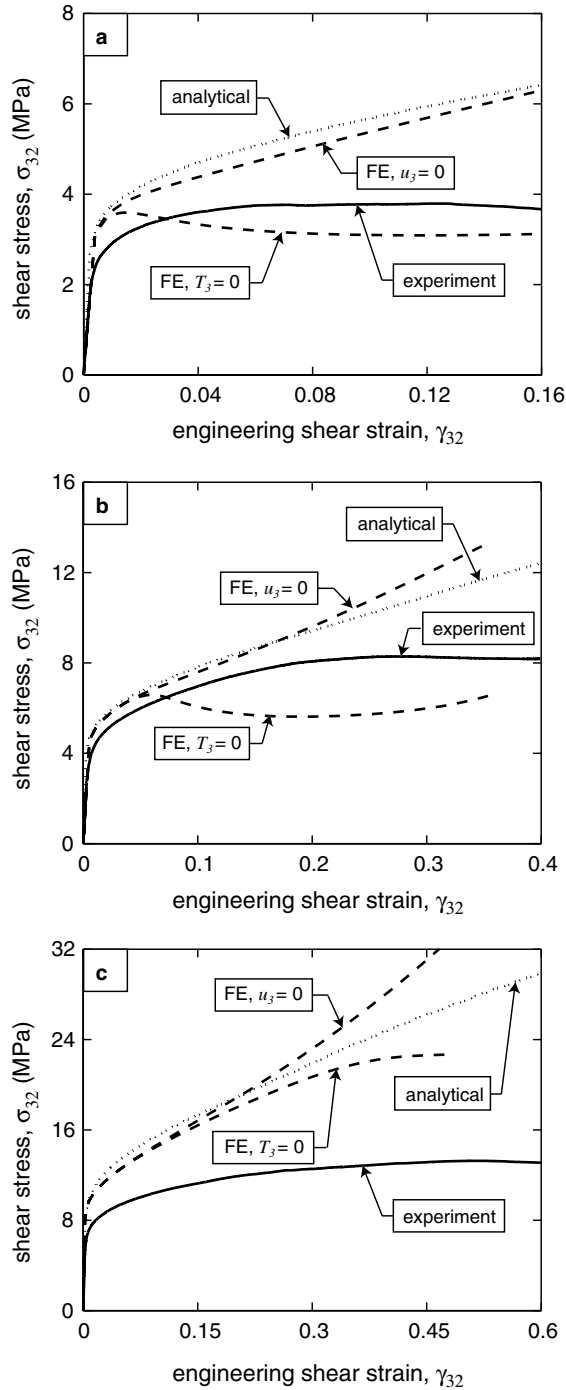 a
8
6
4
2
0
shear stress, σ32 (MPa)
analytical
FE, u3 = 0
FE, T3 = 0
experiment
0
0.04
0.08
0.12
0.16
engineering shear strain, γ32
b
16
12
8
4
0
shear stress, σ32 (MPa)
analytical
FE, u3 = 0
experiment
FE, T3 = 0
0
0.1
0.2
0.3
0.4
engineering shear strain, γ32
c
32
24
16
8
0
shear stress, σ32 (MPa)
FE, u3 = 0
analytical
FE, T3 = 0
experiment
0
0.15
0.3
0.45
0.6
engineering shear strain, γ32